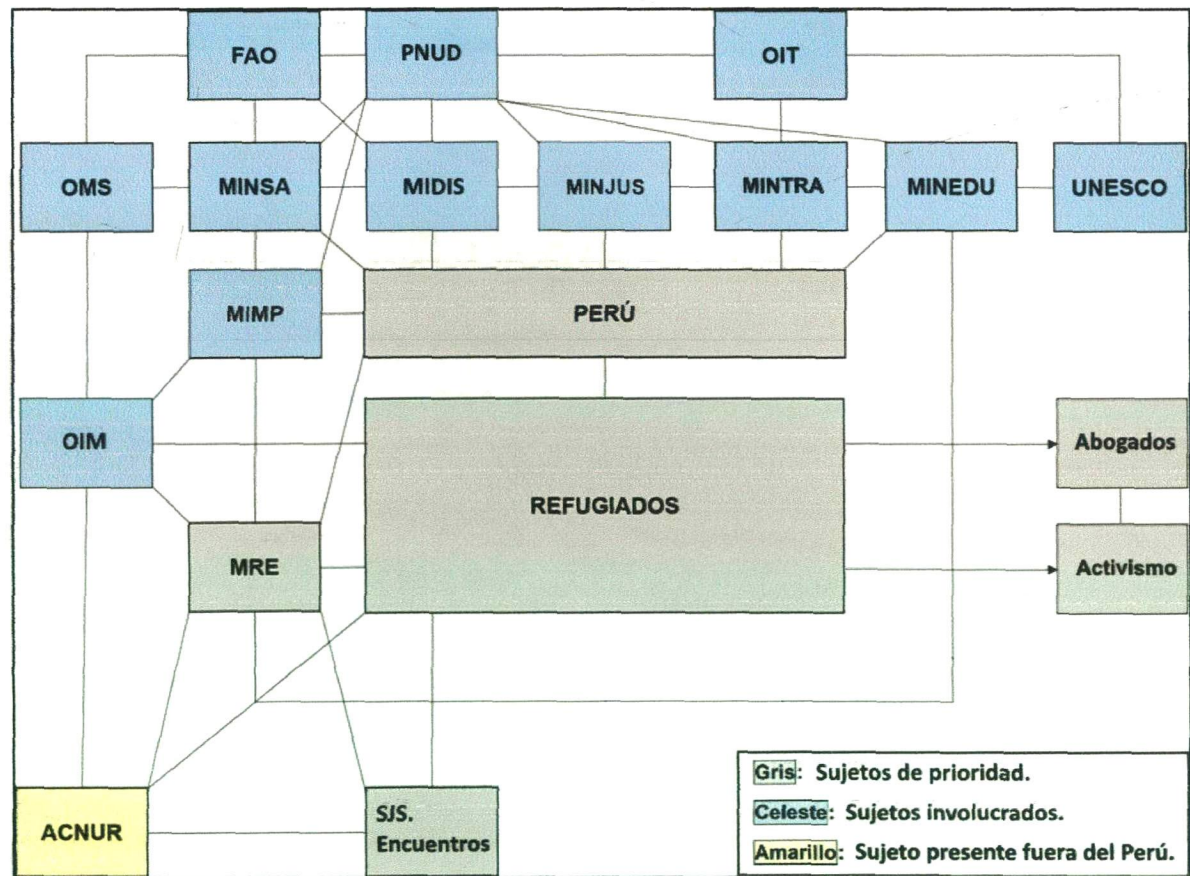 FAO
PNUD
OIT
OMS
MINSA
MIDIS
MINJUS
MINTRA
MINEDU
UNESCO
MIMP
PERÚ
OIM
REFUGIADOS
Abogados
MRE
Activismo
ACNUR
SJS.
Encuentros
Gris: Sujetos de prioridad.
Celeste: Sujetos involucrados.
Amarillo: Sujeto presente fuera del Perú.